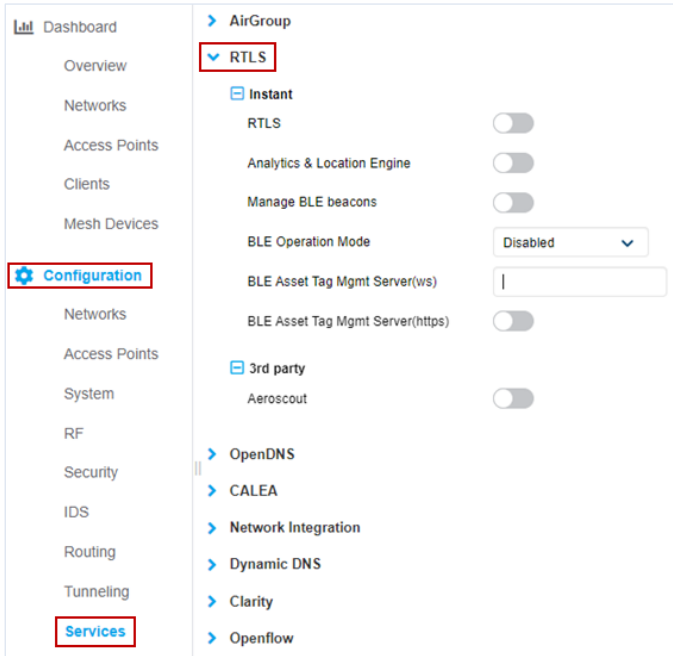 Dashboard
Overview
Networks
Access Points
Clients
Mesh Devices
Configuration
Networks
Access Points
System
RF
Security
IDS
Routing
Tunneling
Services
AirGroup
RTLS
Instant
RTLS
Analytics & Location Engine
Manage BLE beacons
BLE Operation Mode Disabled
BLE Asset Tag Mgmt Server(ws)
BLE Asset Tag Mgmt Server(https)
3rd party
Aeroscout
OpenDNS
CALEA
Network Integration
Dynamic DNS
Clarity
Openflow